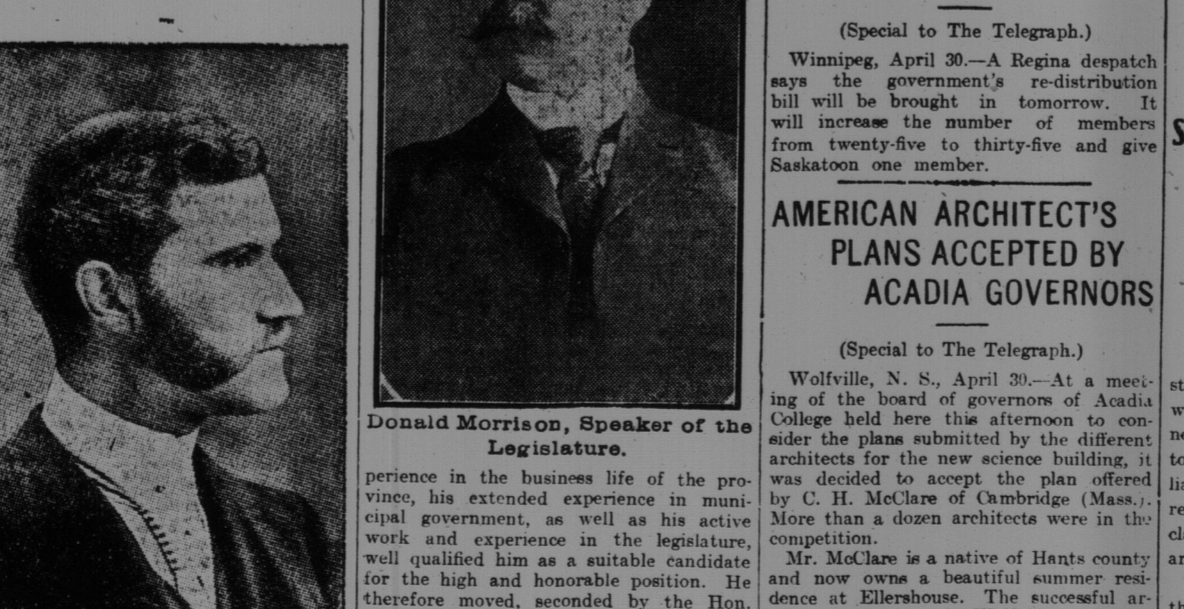 Donald Morrison, Speaker of the
Legislature.
perience in the business life of the pro-
vince, his extended experience in muni-
cipal government, as well as his active
work and experience in the legislature,
well qualified him as a suitable candidate
for the high and honorable position. He
therefore moved, seconded by the Hon.
(Special to The Telegraph.)
Winnipeg, April 30.—A Regina despatch
says the government's re-distribution
bill will be brought in tomorrow. It
will increase the number of members
from twenty-five to thirty-five and give
Saskatoon one member.
AMERICAN ARCHITECT'S
PLANS ACCEPTED BY
ACADIA GOVERNORS
(Special to The Telegraph.)
Wolfville, N. S., April 30.—At a meet-
ing of the board of governors of Acadia
College held here this afternoon to con-
sider the plans submitted by the different
architects for the new science building, it
was decided to accept the plan offered
by C. H. McClare of Cambridge (Mass.).
More than a dozen architects were in the
competition.
Mr. McClare is a native of Hants county
and now owns a beautiful summer resi-
dence at Ellershouse. The successful ar-